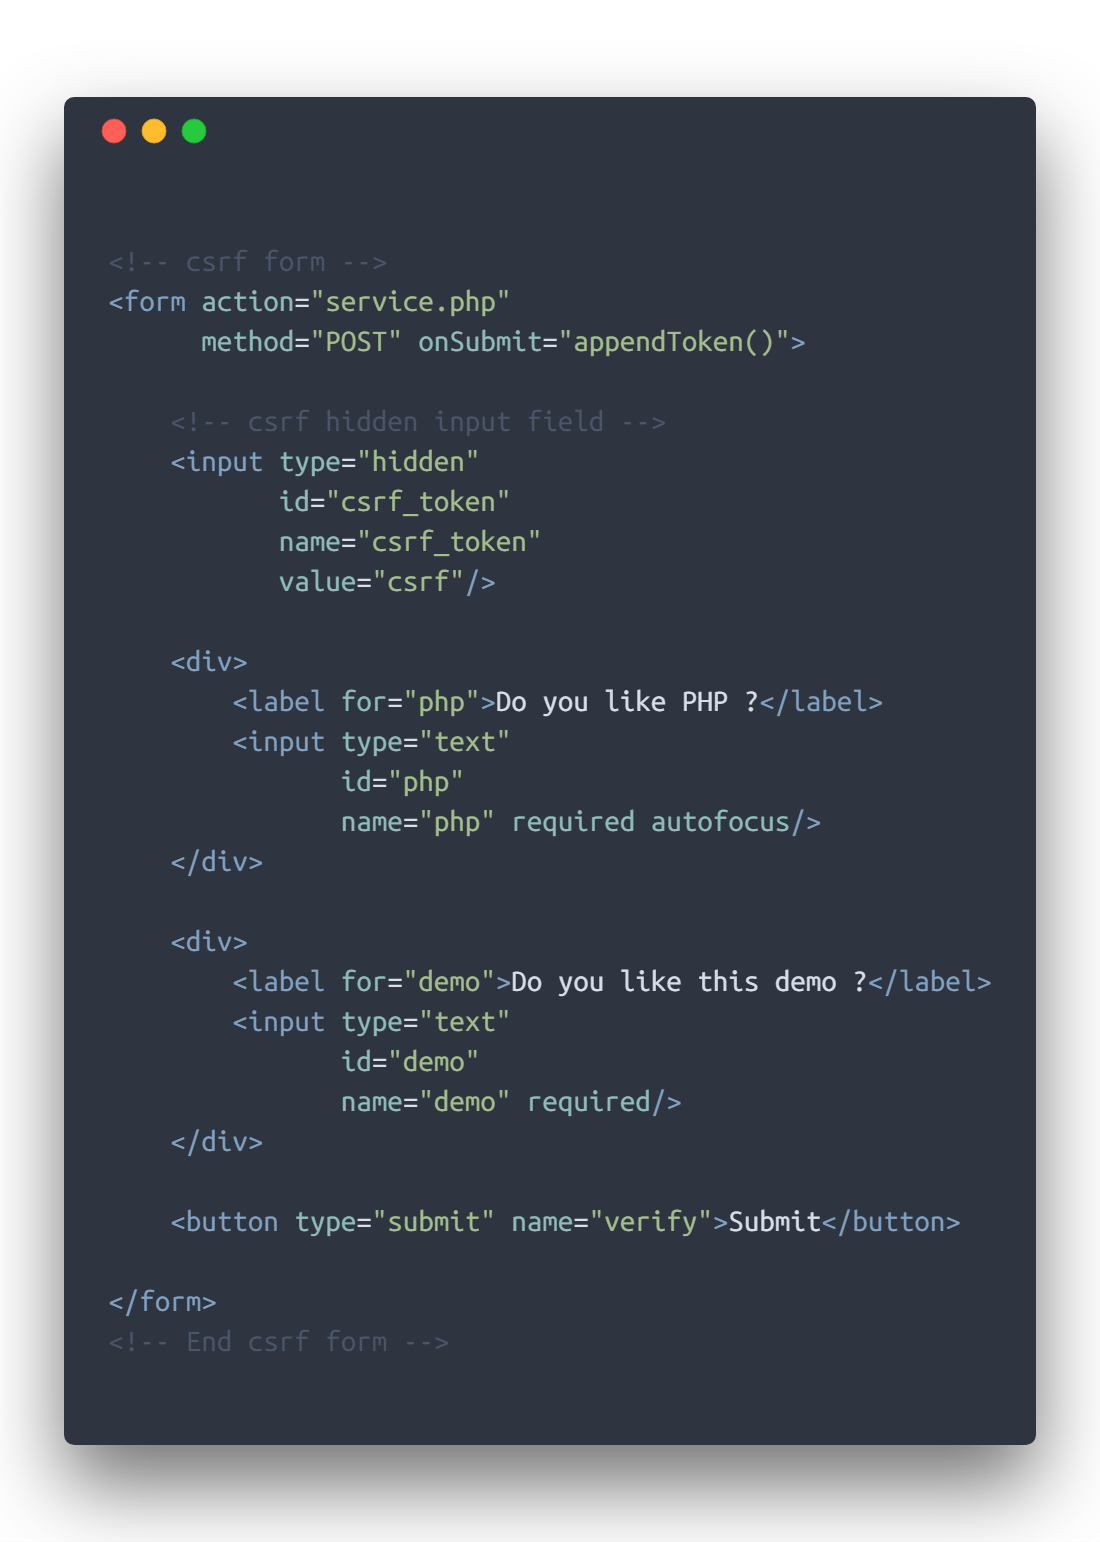 <!-- csrf form -->
<form action="service.php"
      method="POST" onSubmit="appendToken()">
    <!-- csrf hidden input field -->
    <input type="hidden"
           id="csrf_token"
           name="csrf_token"
           value="csrf"/>
    <div>
        <label for="php">Do you like PHP ?</label>
        <input type="text"
               id="php"
               name="php" required autofocus/>
    </div>
    <div>
        <label for="demo">Do you like this demo ?</label>
        <input type="text"
               id="demo"
               name="demo" required/>
    </div>
    <button type="submit" name="verify">Submit</button>
</form>
<!-- End csrf form -->